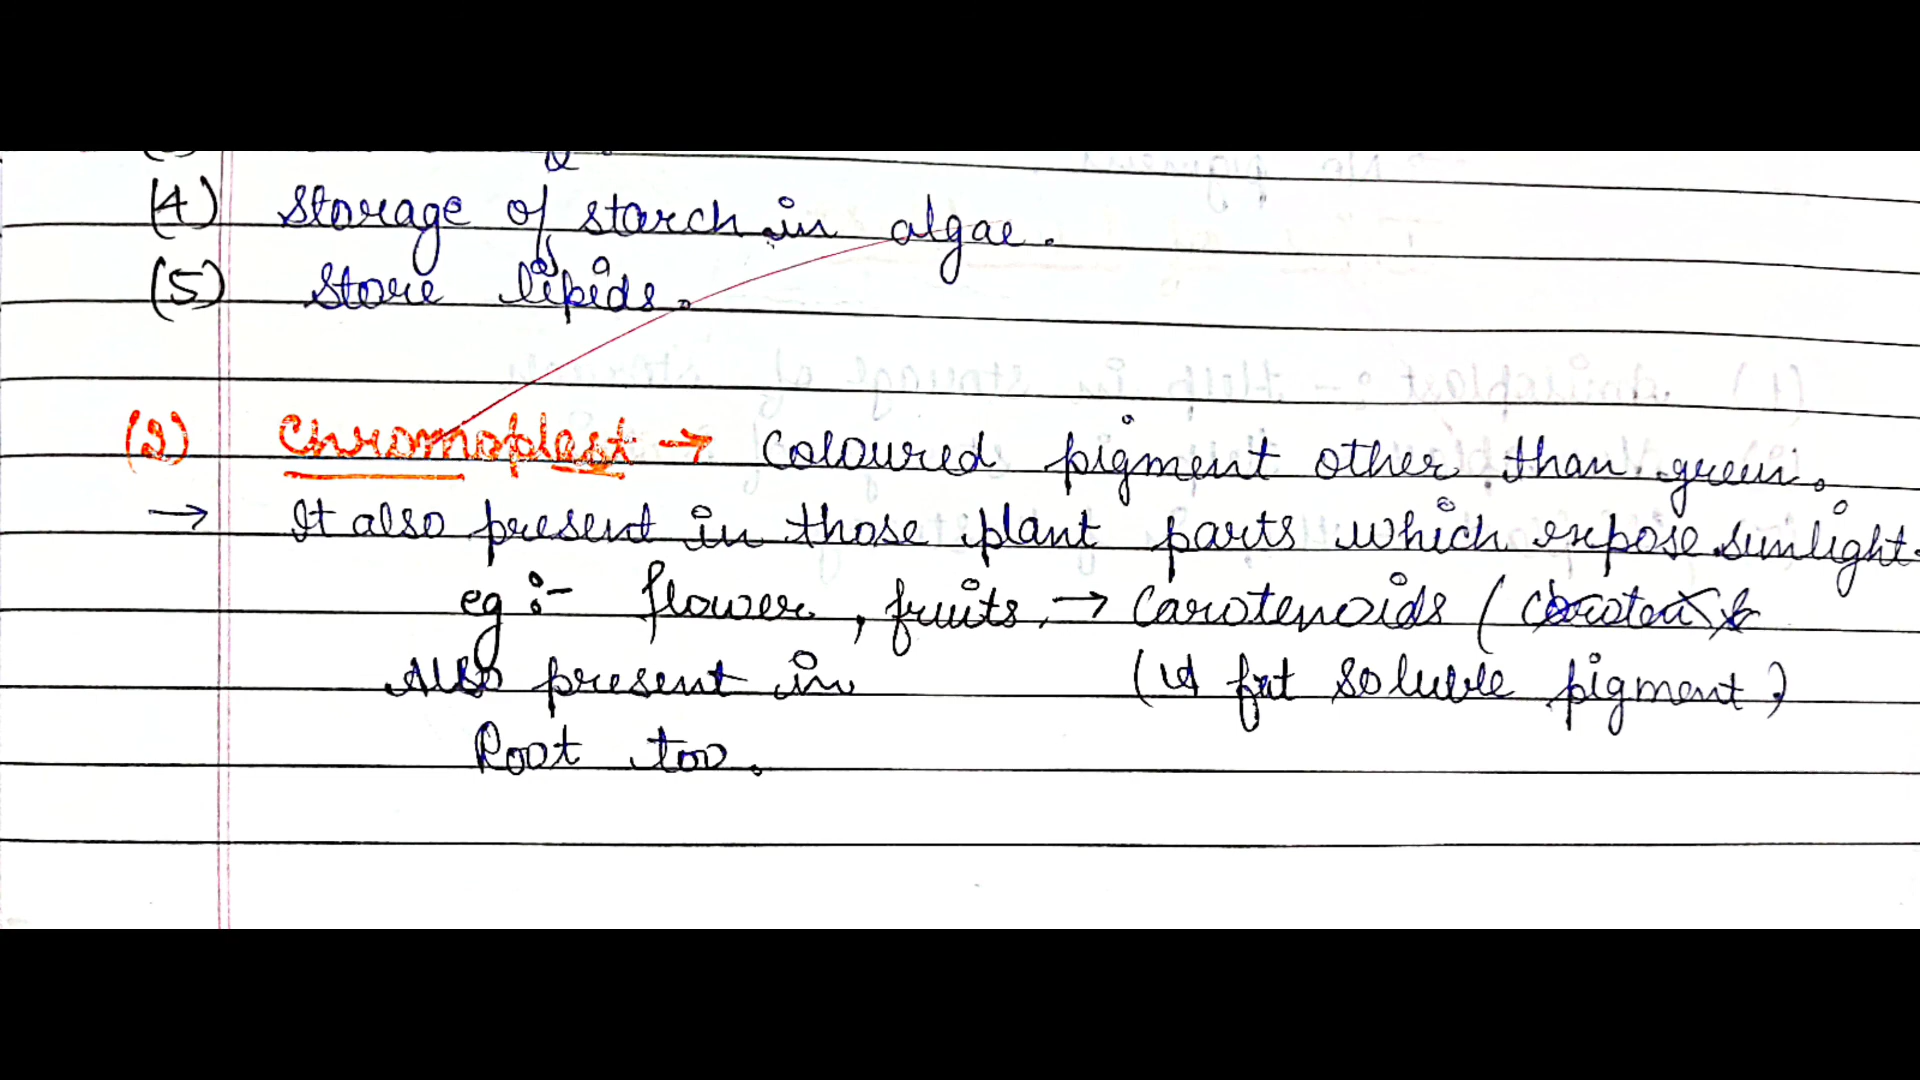 (4) Storage of starch in algae.
(5) Store lipids.
(2) Chromoplast → Coloured pigment other than green.
→ It also present in those plant parts which expose sunlight.
eg :- flower, fruits, → Carotenoids (
Also present in (is fat soluble pigment)
Root too.